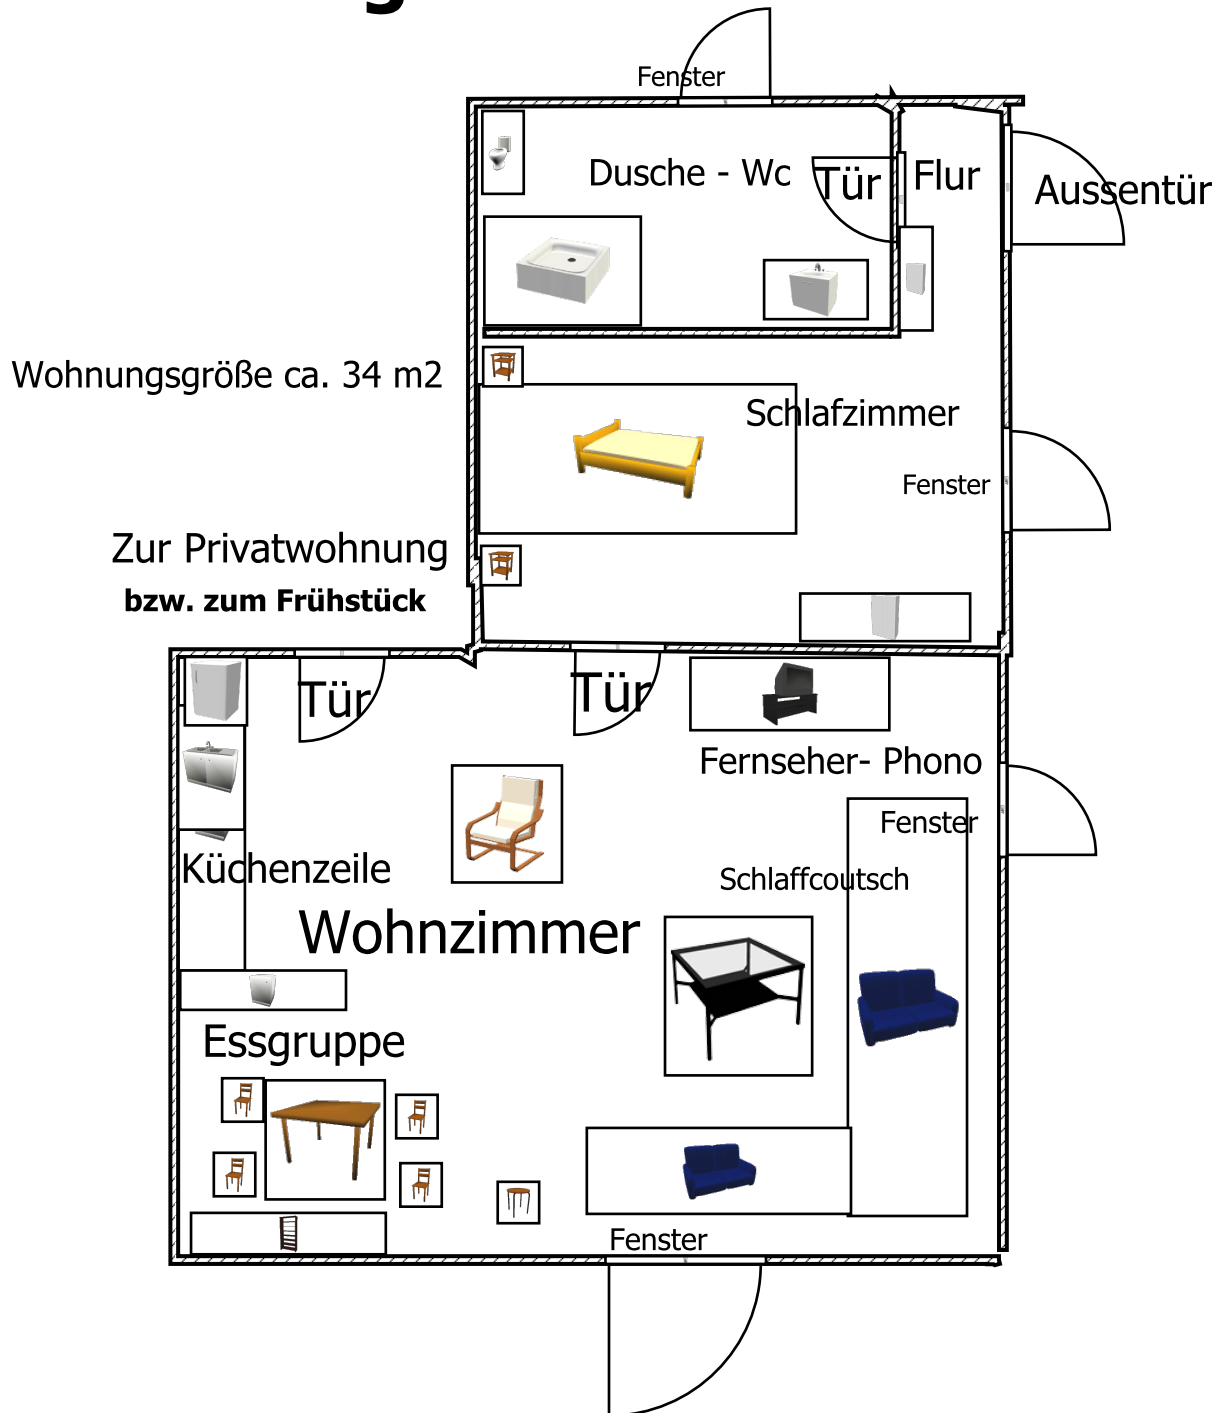 Fenster
Dusche - Wc
Tür
Flur
Aussentür
Wohnungsgröße ca. 34 m2
Schlafzimmer
Fenster
Zur Privatwohnung
bzw. zum Frühstück
Tür
Tür
Fernseher- Phono
Fenster
Küchenzeile
Schlaffcoutsch
Wohnzimmer
Essgruppe
Fenster